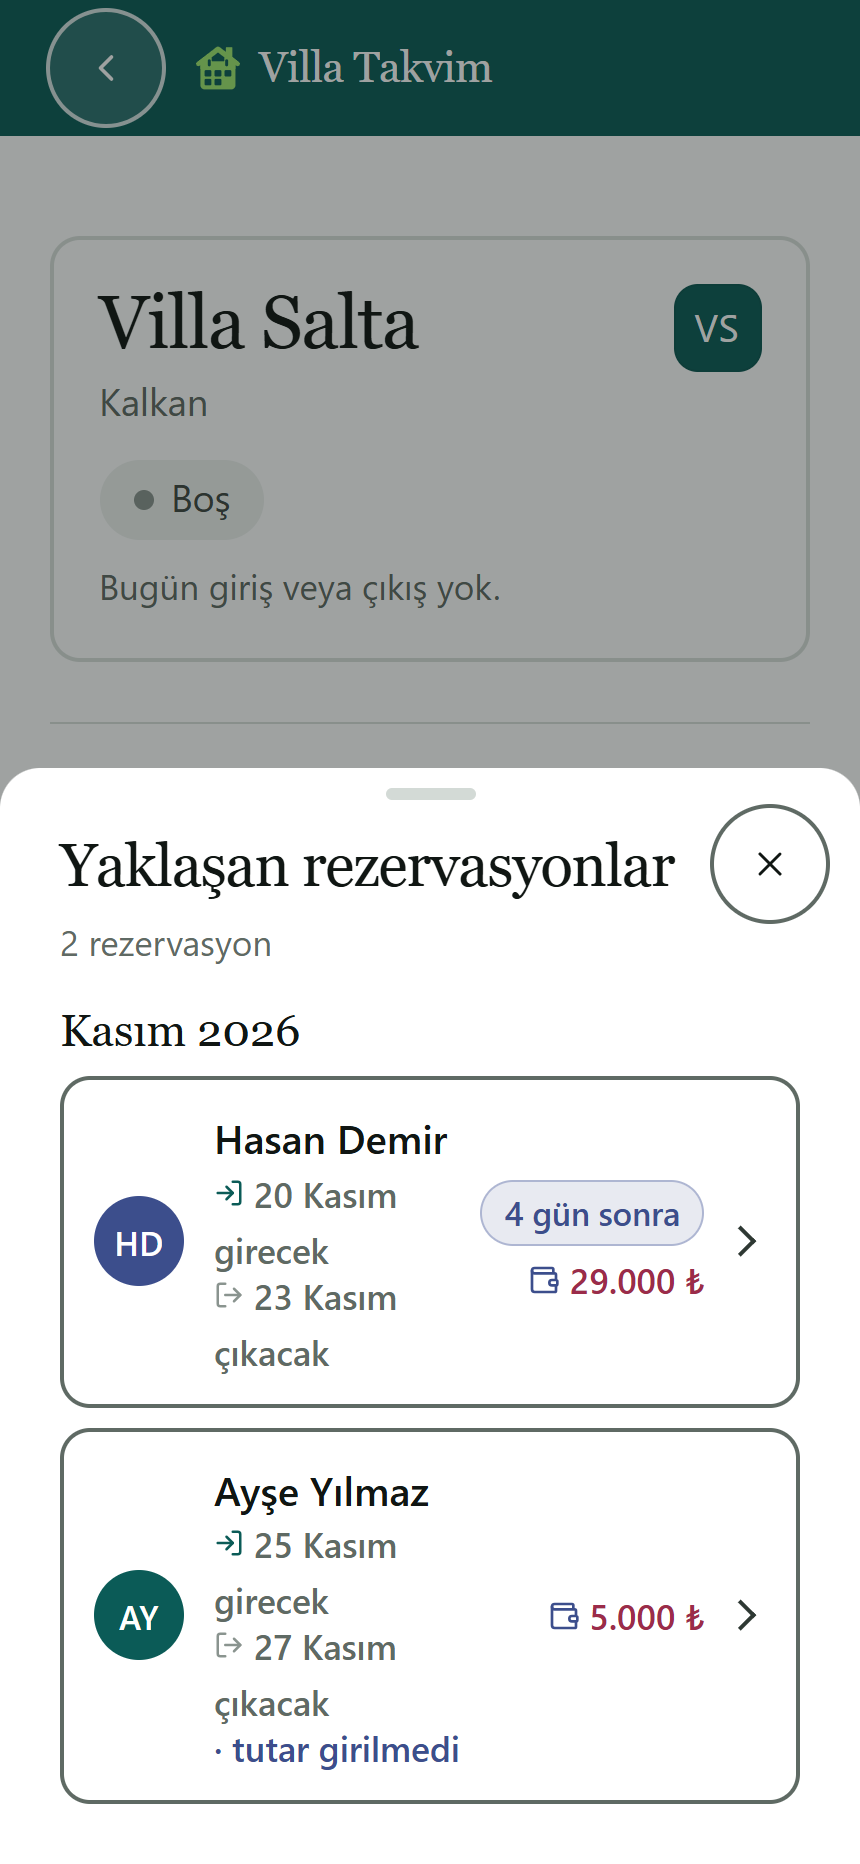 Villa Takvim
Villa Salta
VS
Kalkan
Boş
Bugün giriş veya çıkış yok.
Yaklaşan rezervasyonlar
2 rezervasyon
Kasım 2026
HD
Hasan Demir
20 Kasım
girecek
23 Kasım
çıkacak
4 gün sonra
29.000 ₺
AY
Ayşe Yılmaz
25 Kasım
girecek
27 Kasım
çıkacak
· tutar girilmedi
5.000 ₺